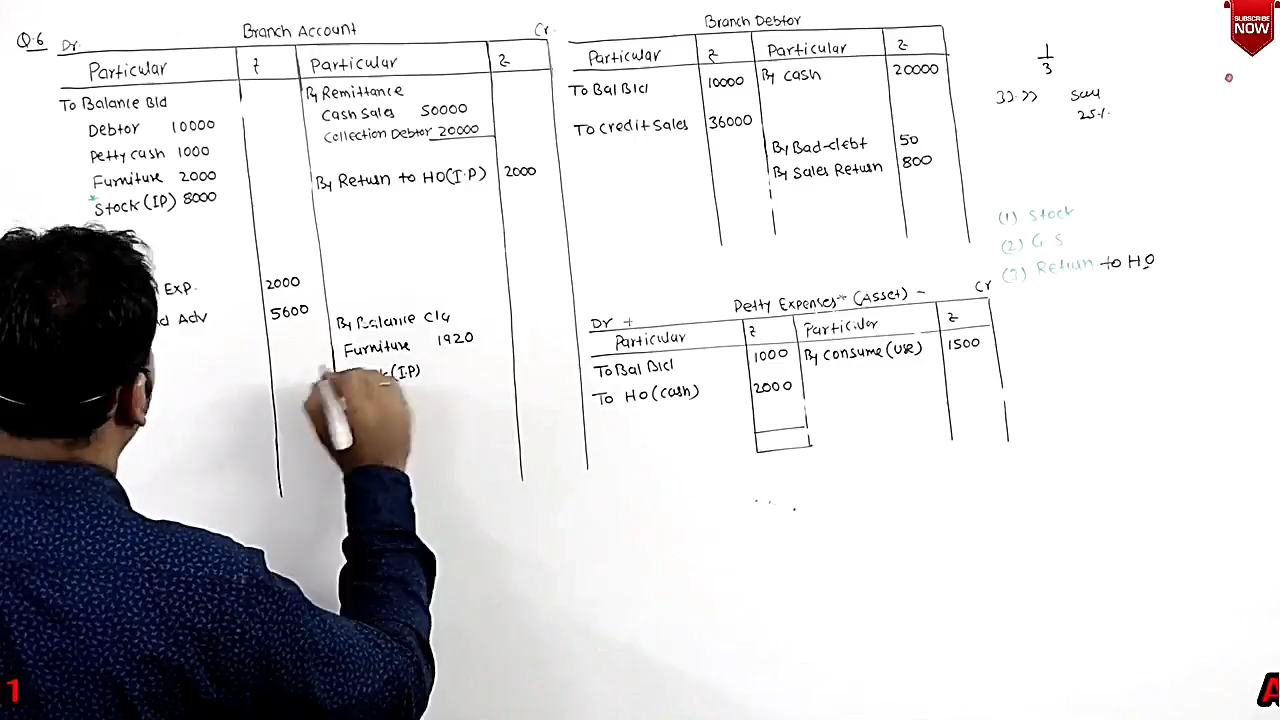 Q.6
Branch Account
Dr.
Cr.
Particular ₹ Particular ₹
To Balance B/d
Debtor 10000
Petty cash 1000
Furniture 2000
*Stock (IP) 8000
Exp. 2000
Adv 5600
By Remittance
Cash Sales 50000
Collection Debtor 20000
By Return to HO (I.P) 2000
By Balance c/d
Furniture 1920
(I.P)
Branch Debtor
Particular ₹ Particular ₹
To Bal B/d 10000 By cash 20000
To Credit Sales 36000
By Bad-debt 50
By Sales Return 800
Petty Expenses (Asset) -
Dr + Cr
Particular ₹ Particular ₹
To Bal B/d 1000 By consume (use) 1500
To HO (cash) 2000
1
3
33.33
25%
(1) Stock
(2) G S
(3) Return to HO
SUBSCRIBE
NOW
1
A